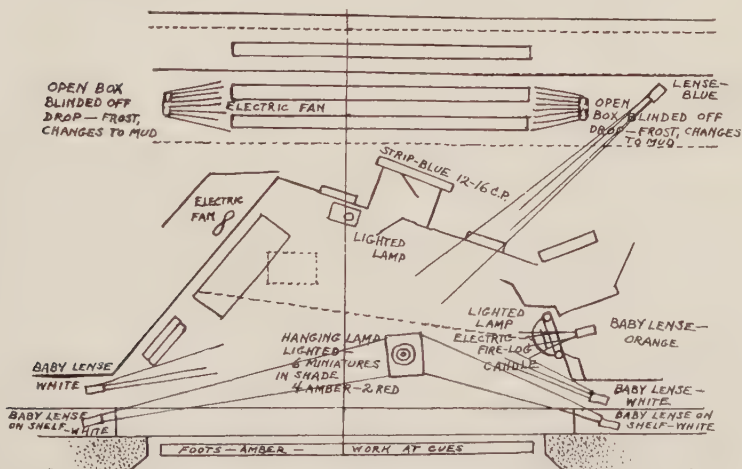 OPEN BOX
BLINDED OFF
DROP — FROST,
CHANGES TO MUD
ELECTRIC FAN
OPEN
BOX — BLINDED OFF
DROP — FROST, CHANGES
TO MUD
LENSE-
BLUE
STRIP-BLUE 12-16 C.P.
ELECTRIC
FAN
LIGHTED
LAMP
LIGHTED
LAMP
ELECTRIC
FIRE-LOG
CANDLE
BABY LENSE—
ORANGE
HANGING LAMP
LIGHTED—
6 MINIATURES
IN SHADE
4 AMBER-2 RED
BABY LENSE
WHITE
BABY LENSE
ON SHELF-WHITE
BABY LENSE-
WHITE
BABY LENSE ON
SHELF-WHITE
FOOTS — AMBER — WORK AT CUES